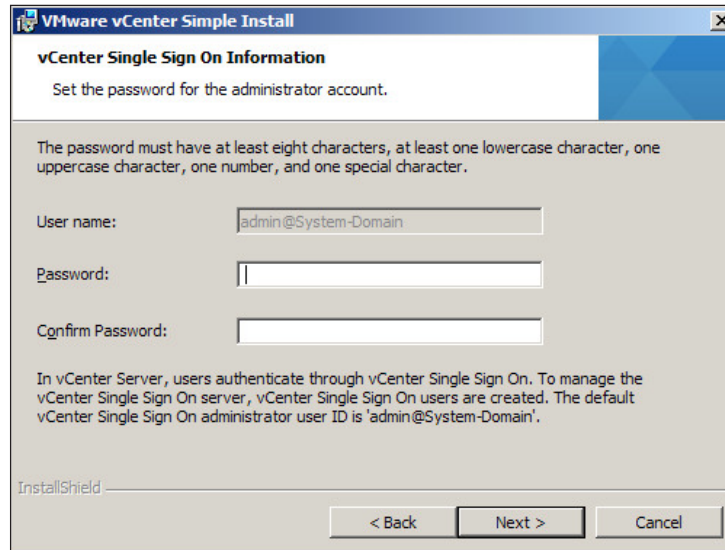 VMware vCenter Simple Install
vCenter Single Sign On Information
Set the password for the administrator account.
The password must have at least eight characters, at least one lowercase character, one
uppercase character, one number, and one special character.
User name:
admin@System-Domain
Password:
Confirm Password:
In vCenter Server, users authenticate through vCenter Single Sign On. To manage the
vCenter Single Sign On server, vCenter Single Sign On users are created. The default
vCenter Single Sign On administrator user ID is 'admin@System-Domain'.
InstallShield
< Back
Next >
Cancel